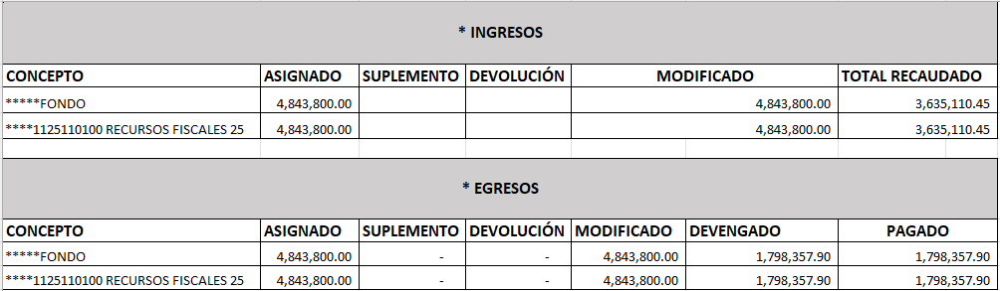 * INGRESOS
CONCEPTO ASIGNADO SUPLEMENTO DEVOLUCIÓN MODIFICADO TOTAL RECAUDADO
*****FONDO 4,843,800.00 4,843,800.00 3,635,110.45
****1125110100 RECURSOS FISCALES 25 4,843,800.00 4,843,800.00 3,635,110.45
* EGRESOS
CONCEPTO ASIGNADO SUPLEMENTO DEVOLUCIÓN MODIFICADO DEVENGADO PAGADO
*****FONDO 4,843,800.00 - - 4,843,800.00 1,798,357.90 1,798,357.90
****1125110100 RECURSOS FISCALES 25 4,843,800.00 - - 4,843,800.00 1,798,357.90 1,798,357.90